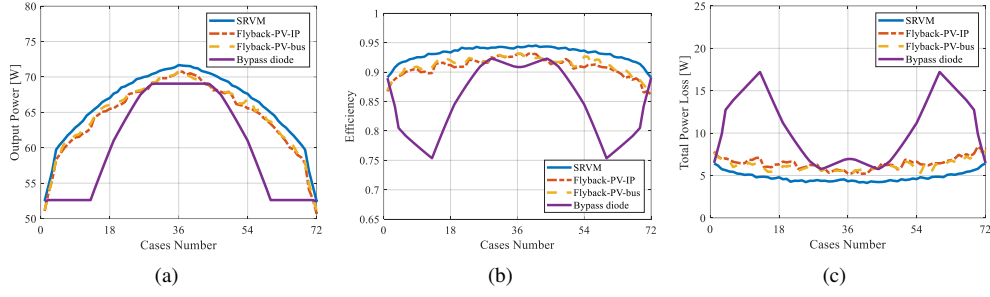 80
75
70
65
60
55
50
Output Power [W]
SRVM
Flyback-PV-IP
Flyback-PV-bus
Bypass diode
0
18
36
54
72
Cases Number
(a)
1
0.95
0.9
0.85
0.8
0.75
0.7
0.65
Efficiency
SRVM
Flyback-PV-IP
Flyback-PV-bus
Bypass diode
0
18
36
54
72
Cases Number
(b)
25
20
15
10
5
0
Total Power Loss [W]
SRVM
Flyback-PV-IP
Flyback-PV-bus
Bypass diode
0
18
36
54
72
Cases Number
(c)